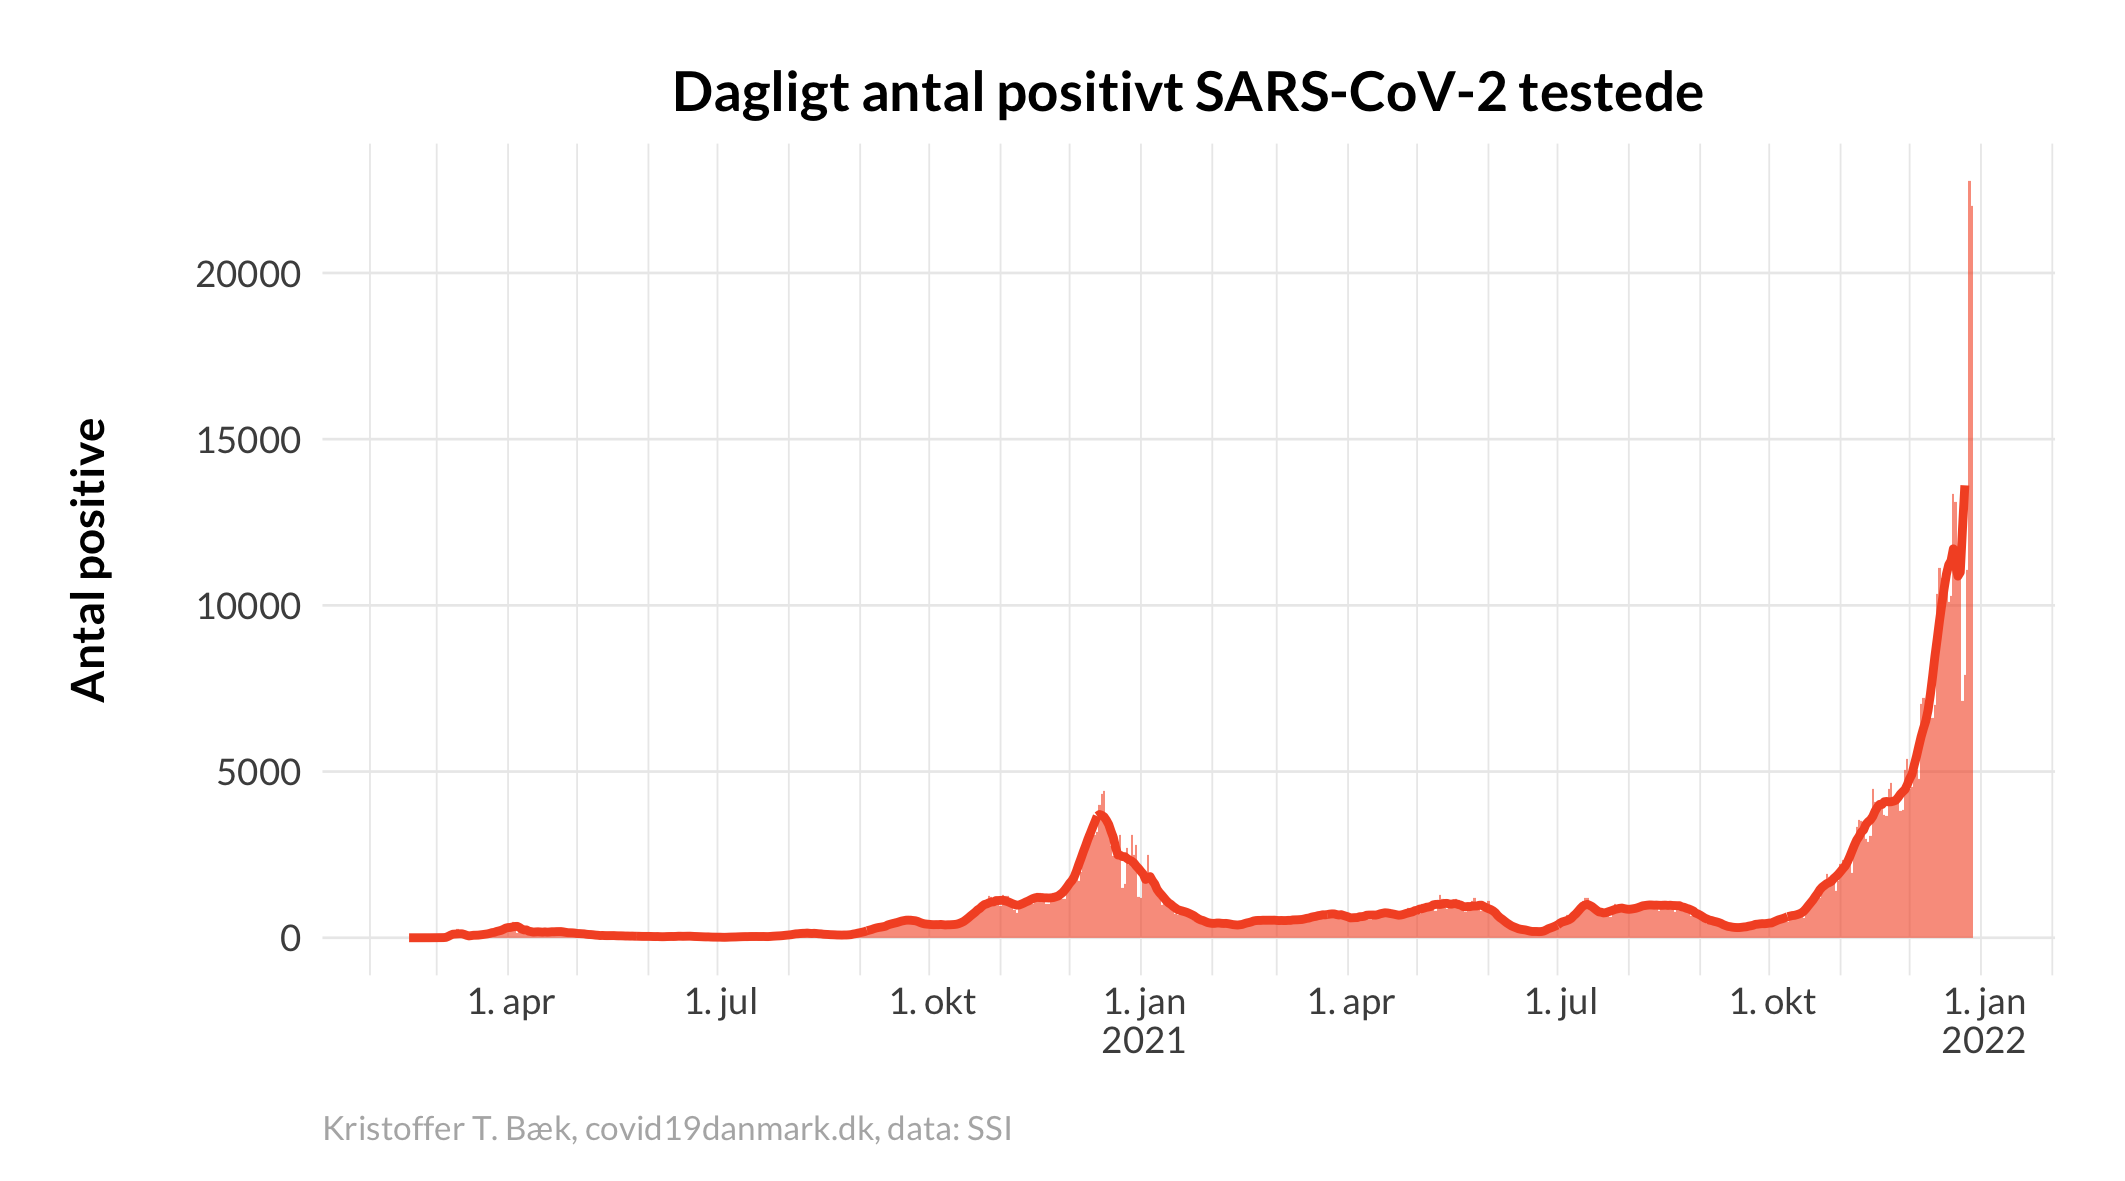 Dagligt antal positivt SARS-CoV-2 testede
Antal positive
20000
15000
10000
5000
0
1. apr
1. jul
1. okt
1. jan
2021
1. apr
1. jul
1. okt
1. jan
2022
Kristoffer T. Bæk, covid19danmark.dk, data: SSI